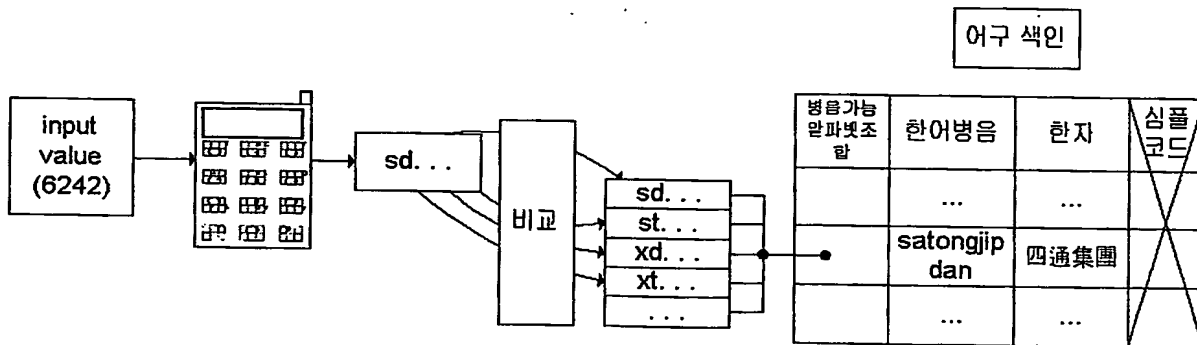 어구 색인
input
value
(6242)
sd. . .
비교
sd. . .
st. . .
xd. . .
xt. . .
. . .
병음가능
알파벳조
합
한어병음
한자
심플
코드
...
...
satongjip
dan
四通集團
...
...